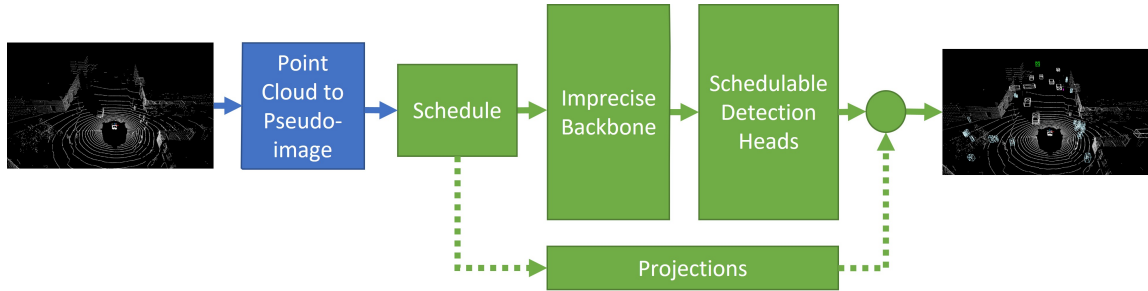 Point
Cloud to
Pseudo-
image
Schedule
Imprecise
Backbone
Schedulable
Detection
Heads
Projections